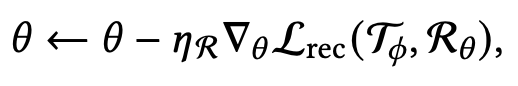 θ ← θ − η_ℛ ∇_θ ℒ_rec(𝒯_ϕ, ℛ_θ),